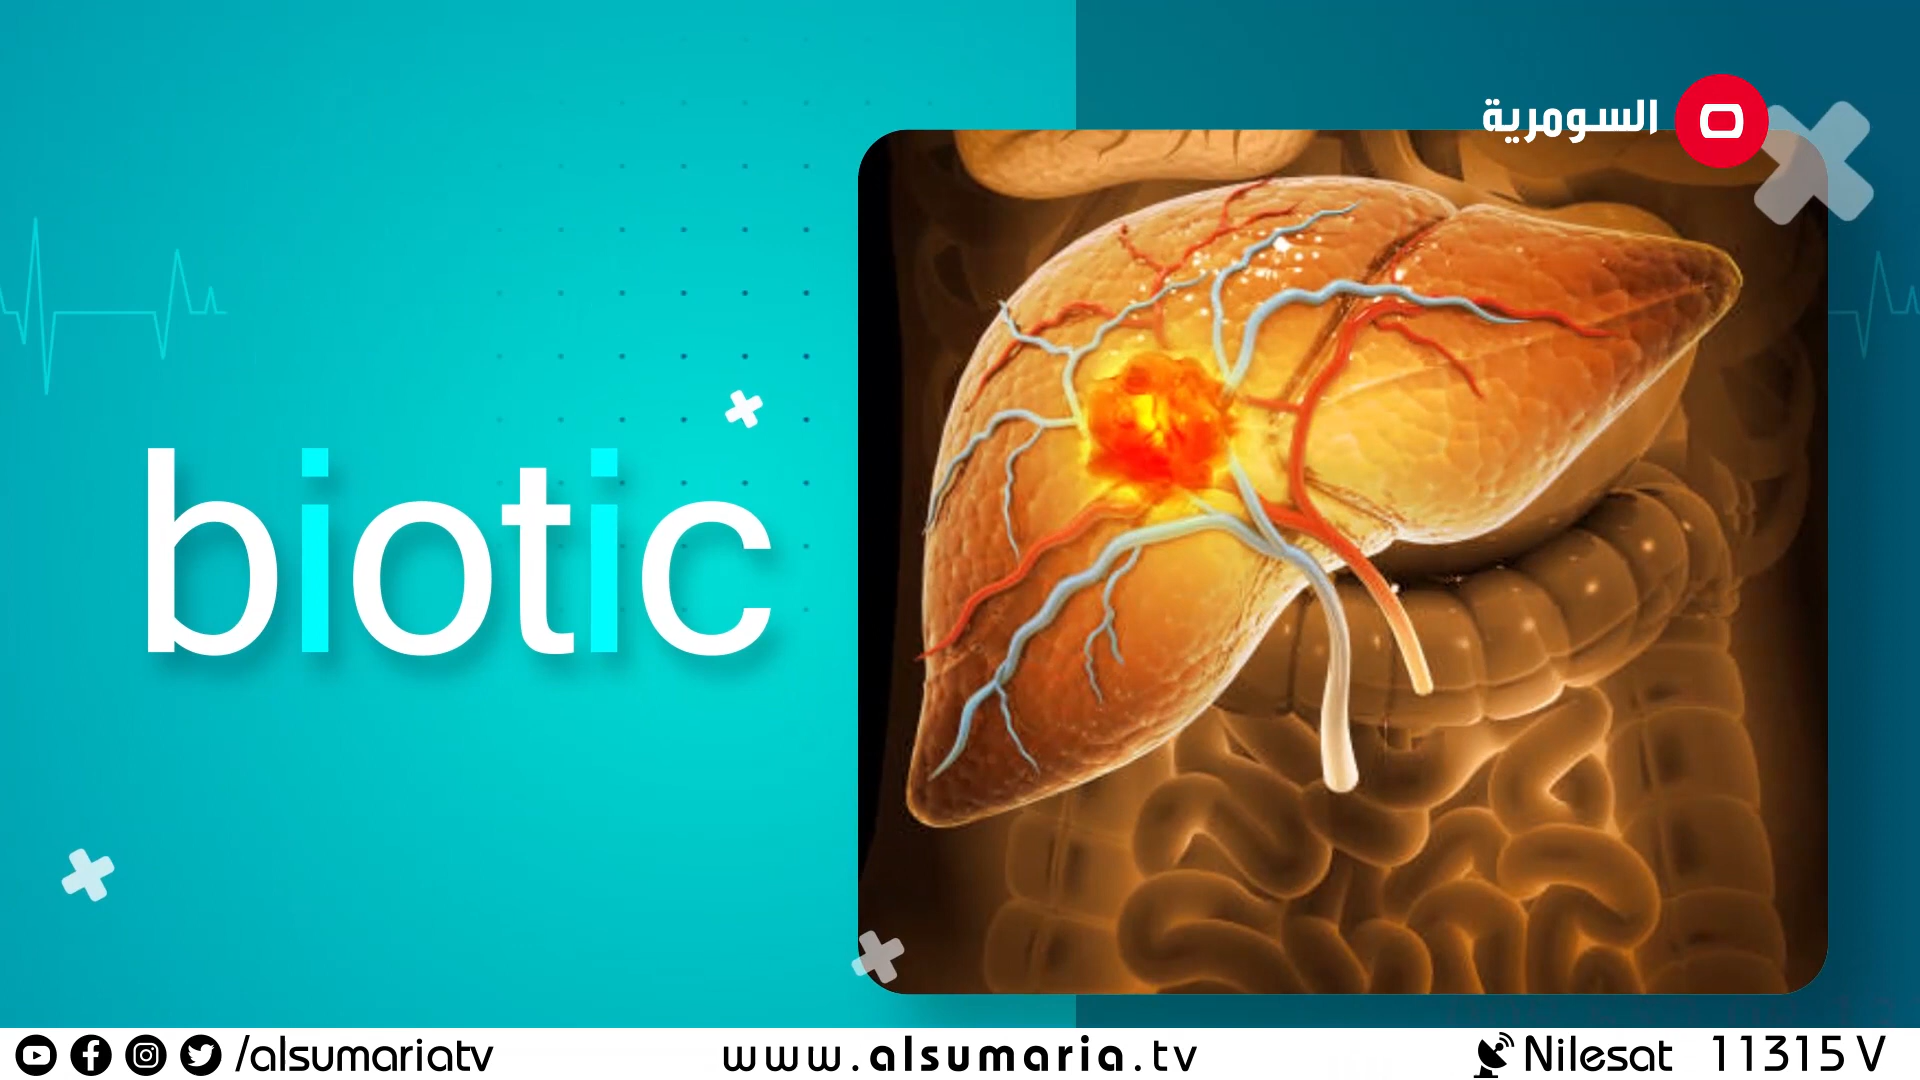 السومرية
biotic
/alsumariatv
www.alsumaria.tv
Nilesat 11315 V